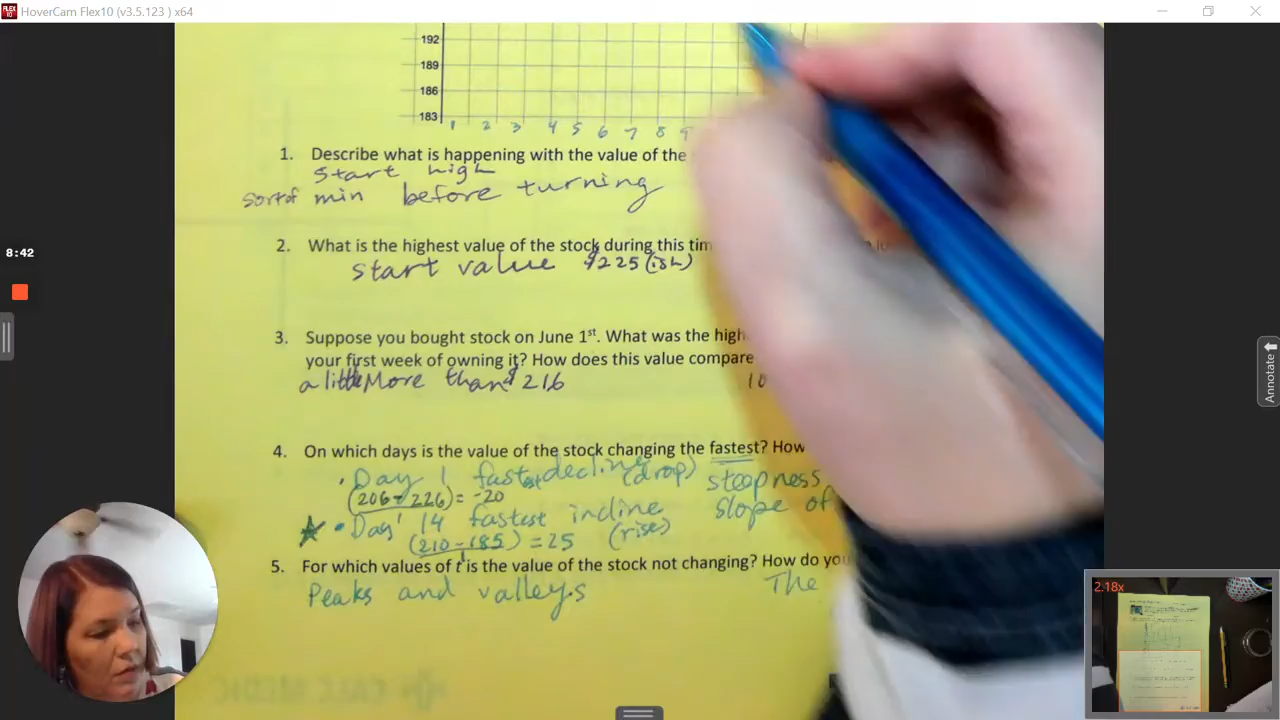 HoverCam Flex10 (v3.5.123) x64
192
189
186
183
1 2 3 4 5 6 7 8 9
1. Describe what is happening with the value of the
start high
sort of min before turning
2. What is the highest value of the stock during this tim
start value $225(ish)
3. Suppose you bought stock on June 1st. What was the high
your first week of owning it? How does this value compare
a little More than $216 10
4. On which days is the value of the stock changing the fastest? How
• Day 1 fastest decline (drop) steepness
(206-226) = -20 slope of
• Day 14 fastest incline
(210-185) = 25 (rise)
1
5. For which values of t is the value of the stock not changing? How do you
Peaks and valleys The
8:42
Annotate
2.18x
CALC MEDIC